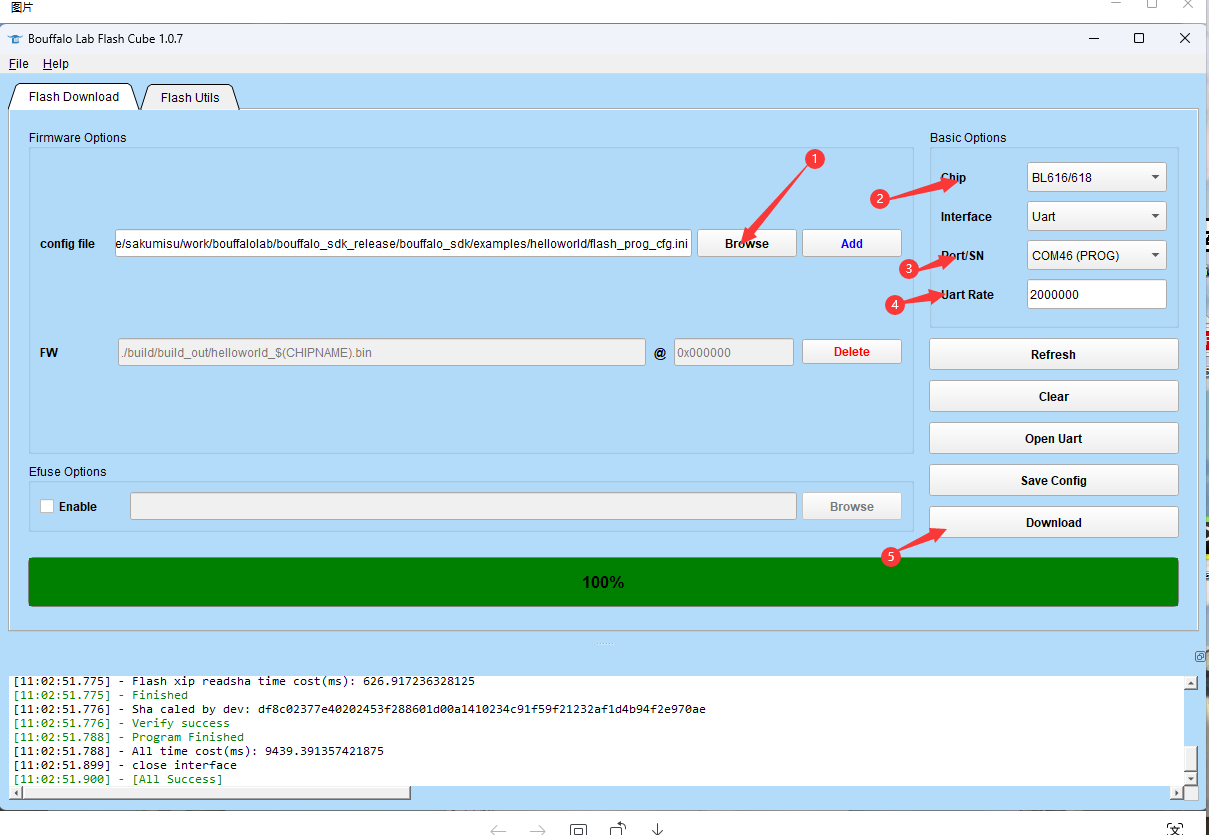 图片
Bouffalo Lab Flash Cube 1.0.7
File Help
Flash Download Flash Utils
Firmware Options
Basic Options
1
Chip BL616/618
2
Interface Uart
config file e/sakumisu/work/bouffalolab/bouffalo_sdk_release/bouffalo_sdk/examples/helloworld/flash_prog_cfg.ini Browse Add
Port/SN COM46 (PROG)
3
Uart Rate 2000000
4
FW ./build/build_out/helloworld_$(CHIPNAME).bin @ 0x000000 Delete
Refresh
Clear
Open Uart
Efuse Options
Save Config
Enable Browse
Download
5
100%
[11:02:51.775] - Flash xip readsha time cost(ms): 626.917236328125
[11:02:51.775] - Finished
[11:02:51.776] - Sha caled by dev: df8c02377e40202453f288601d00a1410234c91f59f21232af1d4b94f2e970ae
[11:02:51.776] - Verify success
[11:02:51.788] - Program Finished
[11:02:51.788] - All time cost(ms): 9439.391357421875
[11:02:51.899] - close interface
[11:02:51.900] - [All Success]